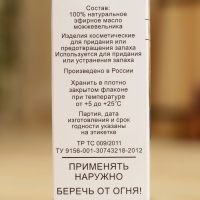 Состав:
100% натуральное
эфирное масло
можжевельника
Изделия косметические
для придания или
предотвращения запаха
Используется для придания
или устранения запаха
Произведено в России
Хранить в плотно
закрытом флаконе
при температуре
от +5 до +25°С
Партия, дата
изготовления и срок
годности указаны
на этикетке
ТР ТС 009/2011
ТУ 9156-001-30743218-2012
ПРИМЕНЯТЬ
НАРУЖНО
БЕРЕЧЬ ОТ ОГНЯ!